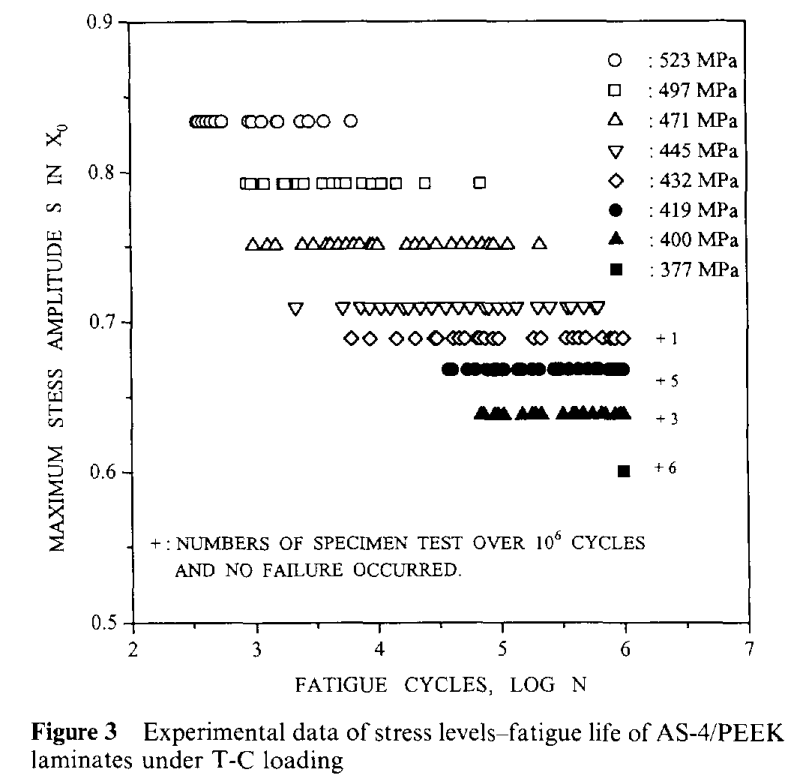 0.9
0.8
0.7
0.6
0.5
MAXIMUM STESS AMPLITUDE S IN X₀
: 523 MPa
: 497 MPa
: 471 MPa
: 445 MPa
: 432 MPa
: 419 MPa
: 400 MPa
: 377 MPa
+ 1
+ 5
+ 3
+ 6
+ : NUMBERS OF SPECIMEN TEST OVER 10⁶ CYCLES
AND NO FAILURE OCCURRED.
2 3 4 5 6 7
FATIGUE CYCLES, LOG N
Figure 3 Experimental data of stress levels–fatigue life of AS-4/PEEK
laminates under T-C loading